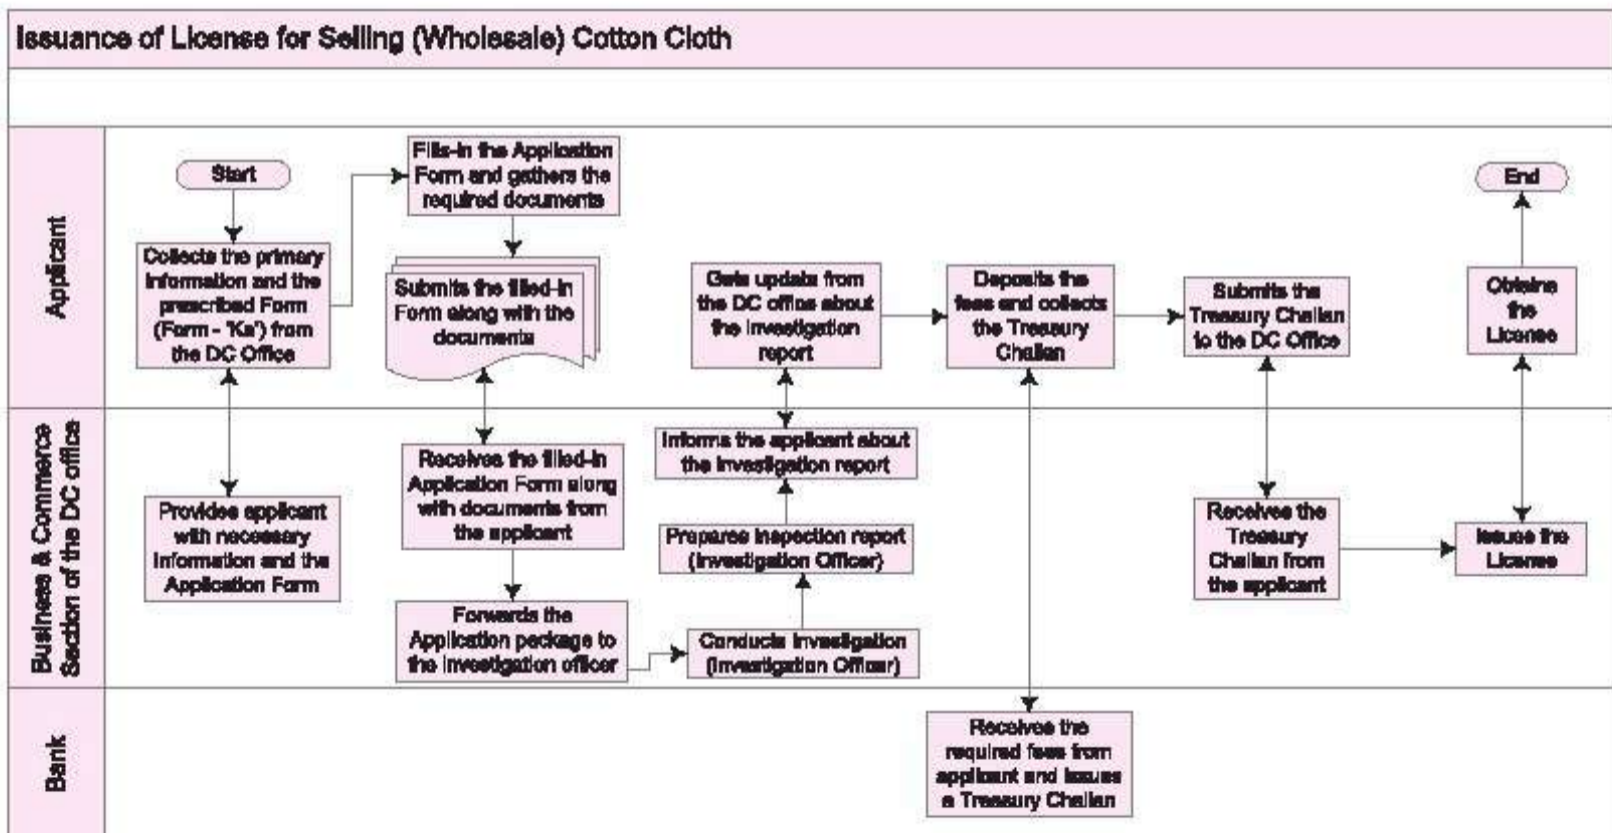 Issuance of License for Selling (Wholesale) Cotton Cloth
Applicant
Start
Collects the primary
Information and the
prescribed Form
(Form - 'Ka') from
the DC Office
Fills-in the Application
Form and gathers the
required documents
Submits the filled-in
Form along with the
documents
Gets update from
the DC office about
the investigation
report
Deposits the
fees and collects
the Treasury
Challan
Submits the
Treasury Challan
to the DC Office
End
Obtains
the
License
Business & Commerce
Section of the DC office
Provides applicant
with necessary
Information and the
Application Form
Receives the filled-in
Application Form along
with documents from
the applicant
Forwards the
Application package to
the investigation officer
Informs the applicant about
the investigation report
Prepares inspection report
(Investigation Officer)
Conducts investigation
(Investigation Officer)
Receives the
Treasury
Challan from
the applicant
Issues the
License
Bank
Receives the
required fees from
applicant and issues
a Treasury Challan